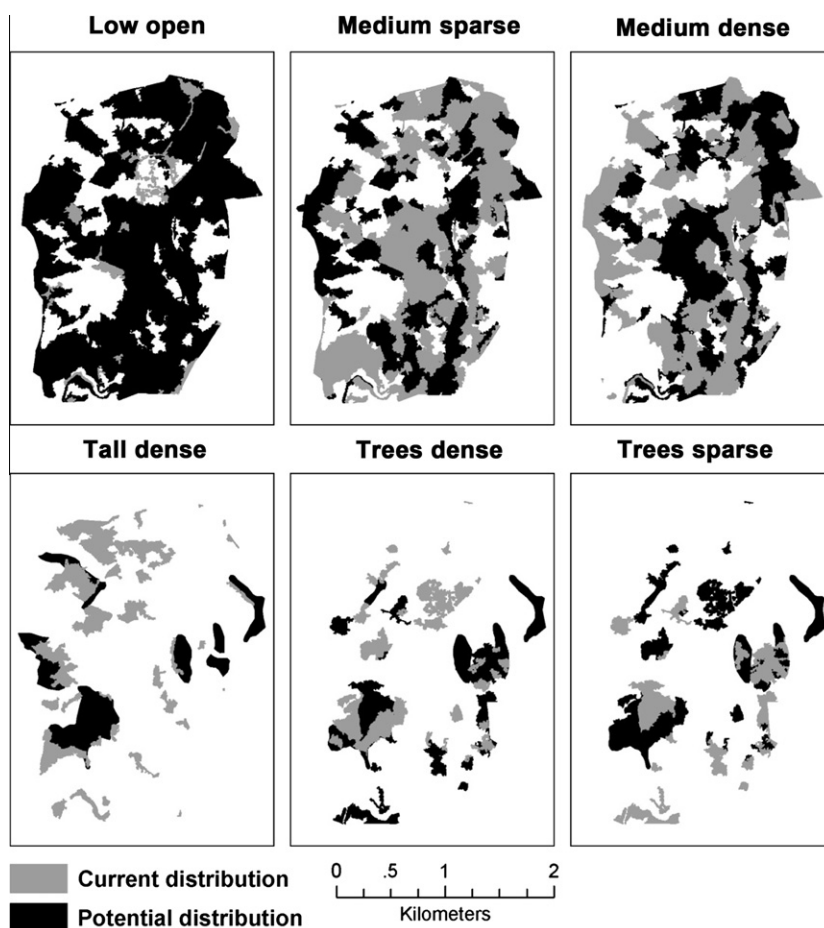 Low open
Medium sparse
Medium dense
Tall dense
Trees dense
Trees sparse
Current distribution
Potential distribution
0 .5 1 2
Kilometers